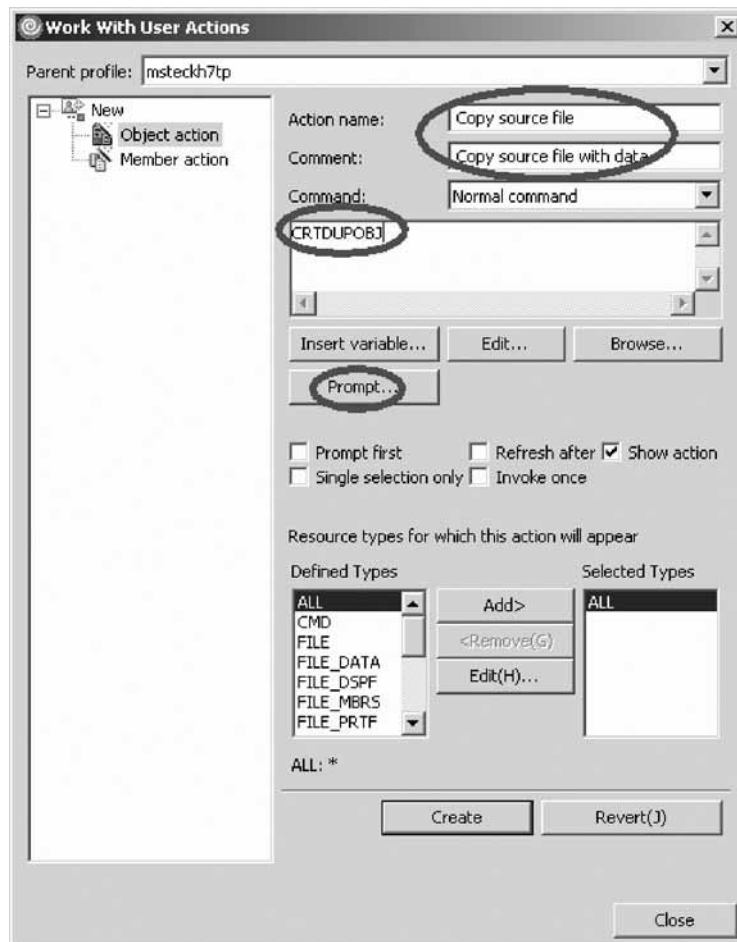 Work With User Actions
Parent profile: msteckh7tp
New
Object action
Member action
Action name: Copy source file
Comment: Copy source file with data
Command: Normal command
CRTDUPOBJ
Insert variable... Edit... Browse...
Prompt...
Prompt first Refresh after Show action
Single selection only Invoke once
Resource types for which this action will appear
Defined Types Selected Types
ALL Add> ALL
CMD
FILE <Remove(G)
FILE_DATA
FILE_DSPF Edit(H)...
FILE_MBRS
FILE_PRTF
ALL: *
Create Revert(J)
Close